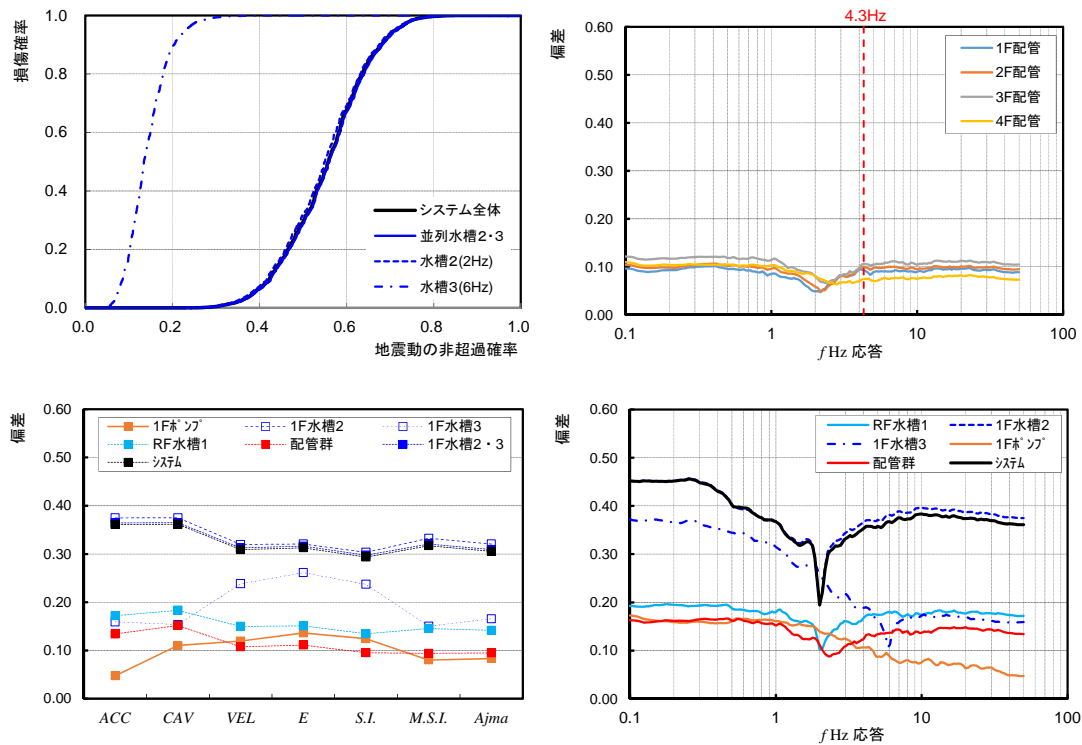 損傷確率
1.0
0.8
0.6
0.4
0.2
0.0
0.0 0.2 0.4 0.6 0.8 1.0
地震動の非超過確率
システム全体
並列水槽2・3
水槽2(2Hz)
水槽3(6Hz)
4.3Hz
偏差
0.60
0.50
0.40
0.30
0.20
0.10
0.00
0.1 1 10 100
f Hz 応答
1F配管
2F配管
3F配管
4F配管
偏差
0.60
0.50
0.40
0.30
0.20
0.10
0.00
ACC CAV VEL E S.I. M.S.I. Ajma
1Fポンプ 1F水槽2 1F水槽3
RF水槽1 配管群 1F水槽2・3
システム
偏差
0.60
0.50
0.40
0.30
0.20
0.10
0.00
0.1 1 10 100
f Hz 応答
RF水槽1 1F水槽2
1F水槽3 1Fポンプ
配管群 システム